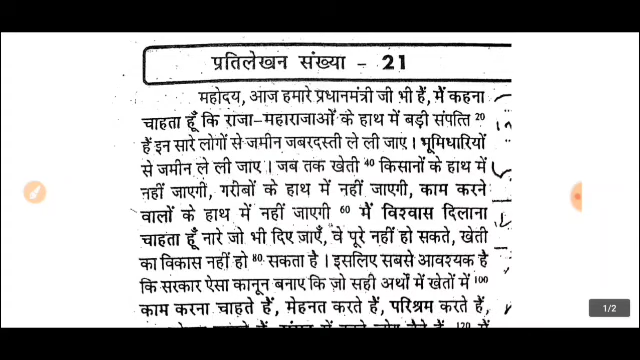 प्रतिलेखन संख्या - 21
महोदय, आज हमारे प्रधानमंत्री जी भी हैं, मैं कहना
चाहता हूँ कि राजा-महाराजाओं के हाथ में बड़ी संपत्ति 20
हैं इन सारे लोगों से जमीन जबरदस्ती ले ली जाए। भूमिधारियों
से जमीन ले ली जाए। जब तक खेती 40 किसानों के हाथ में
नहीं जाएगी, गरीबों के हाथ में नहीं जाएगी, काम करने
वालों के हाथ में नहीं जाएगी 60 मैं विश्वास दिलाना
चाहता हूँ नारे जो भी दिए जाएँ, वे पूरे नहीं हो सकते, खेती
का विकास नहीं हो 80 सकता है। इसलिए सबसे आवश्यक है
कि सरकार ऐसा कानून बनाए कि जो सही अर्थों में खेतों में 100
काम करना चाहते हैं, मेहनत करते हैं, परिश्रम करते हैं,
120 में
1/2